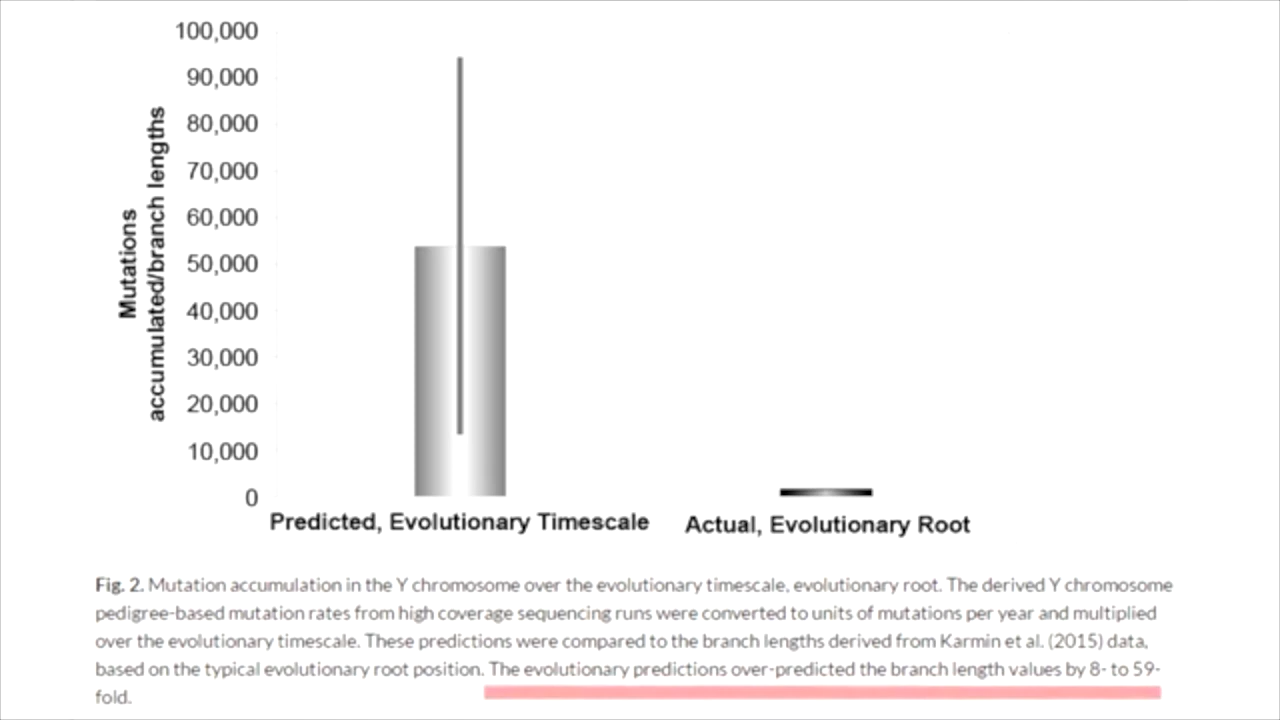 100,000
90,000
80,000
70,000
60,000
50,000
40,000
30,000
20,000
10,000
0
Mutations
accumulated/branch lengths
Predicted, Evolutionary Timescale
Actual, Evolutionary Root
Fig. 2. Mutation accumulation in the Y chromosome over the evolutionary timescale, evolutionary root. The derived Y chromosome
pedigree-based mutation rates from high coverage sequencing runs were converted to units of mutations per year and multiplied
over the evolutionary timescale. These predictions were compared to the branch lengths derived from Karmin et al. (2015) data,
based on the typical evolutionary root position. The evolutionary predictions over-predicted the branch length values by 8- to 59-
fold.